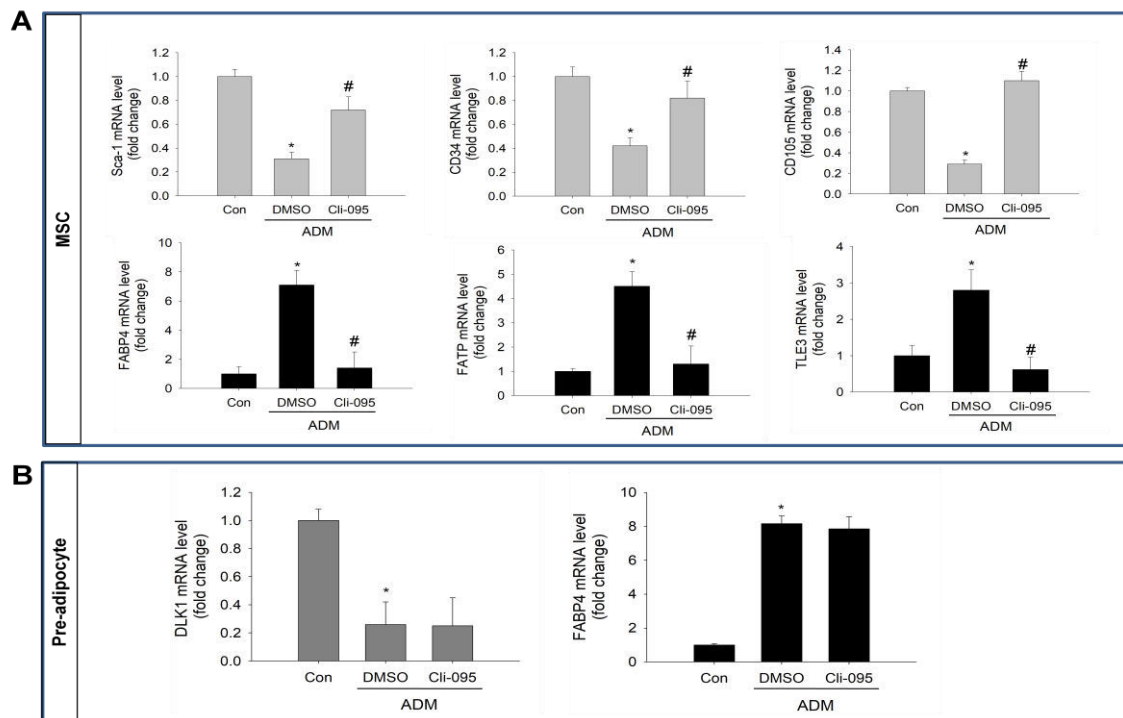 A
MSC
Sca-1 mRNA level
(fold change)
1.2
1.0
0.8
0.6
0.4
0.2
0.0
*
#
Con
DMSO
Cli-095
ADM
CD34 mRNA level
(fold change)
1.2
1.0
0.8
0.6
0.4
0.2
0.0
*
#
Con
DMSO
Cli-095
ADM
CD105 mRNA level
(fold change)
1.4
1.2
1.0
0.8
0.6
0.4
0.2
0.0
*
#
Con
DMSO
Cli-095
ADM
FABP4 mRNA level
(fold change)
10
8
6
4
2
0
*
#
Con
DMSO
Cli-095
ADM
FATP mRNA level
(fold change)
6
5
4
3
2
1
0
*
#
Con
DMSO
Cli-095
ADM
TLE3 mRNA level
(fold change)
4
3
2
1
0
*
#
Con
DMSO
Cli-095
ADM
B
Pre-adipocyte
DLK1 mRNA level
(fold change)
1.2
1.0
0.8
0.6
0.4
0.2
0.0
*
Con
DMSO
Cli-095
ADM
FABP4 mRNA level
(fold change)
10
8
6
4
2
0
*
Con
DMSO
Cli-095
ADM